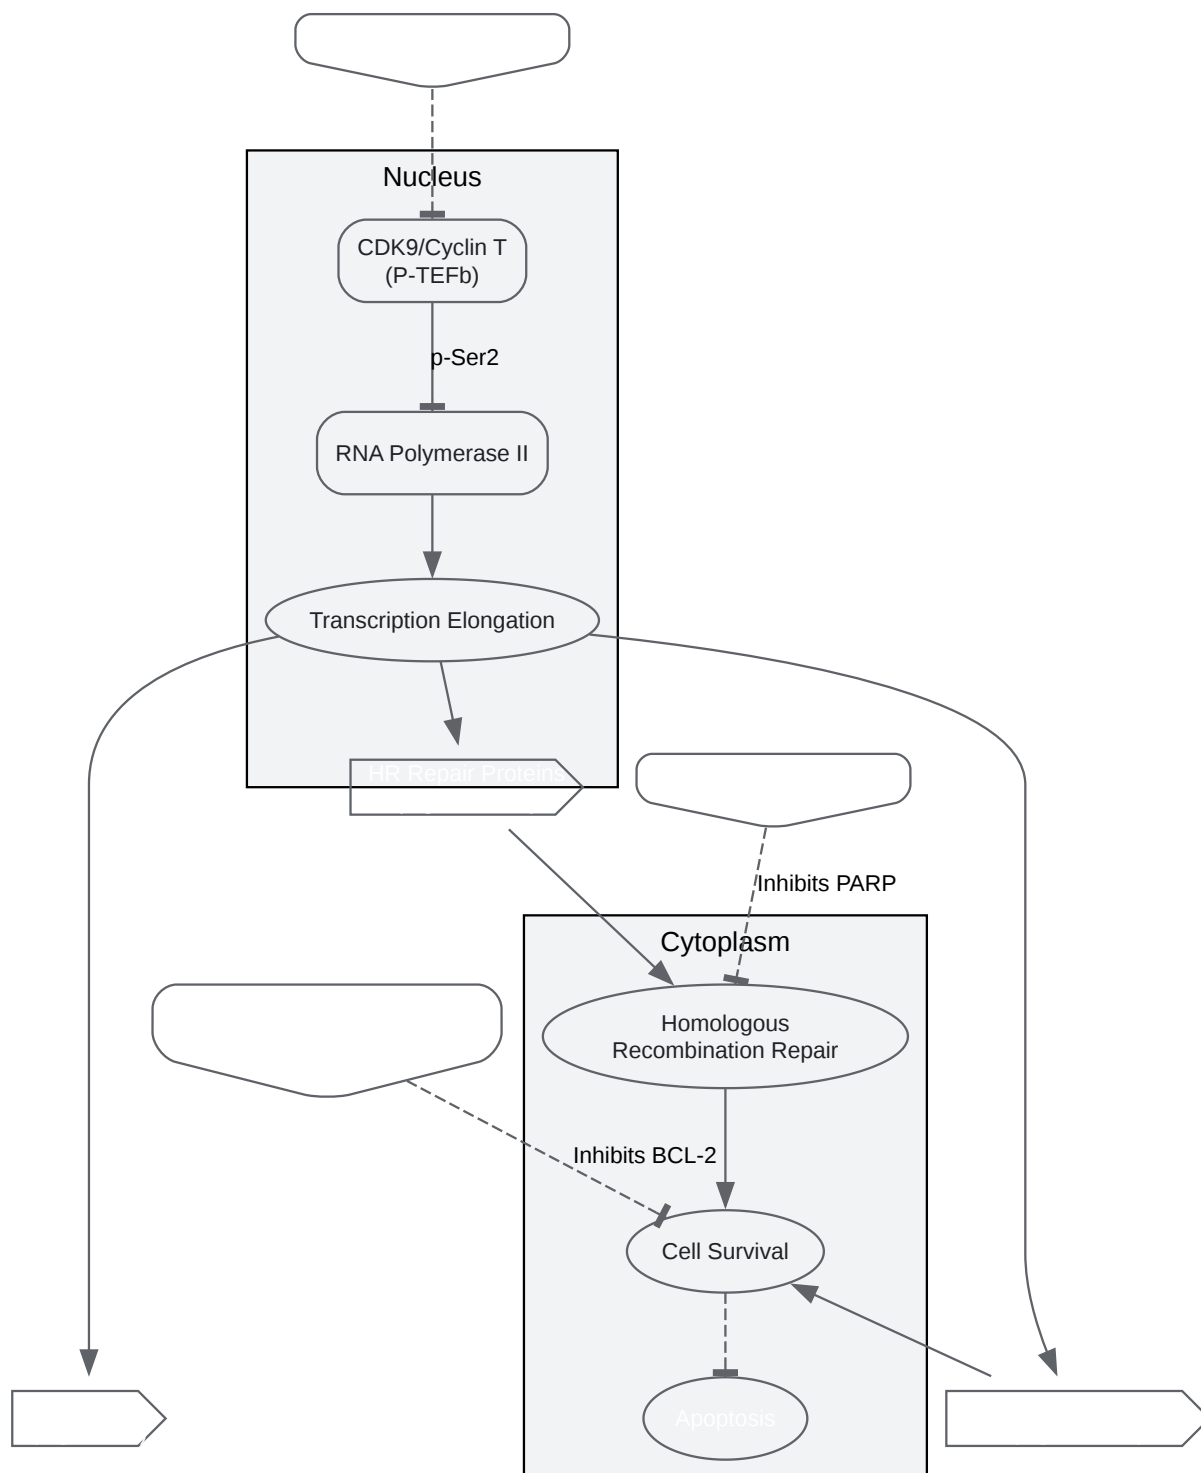 Nucleus
CDK9/Cyclin T
(P-TEFb)
p-Ser2
RNA Polymerase II
Transcription Elongation
HR Repair Proteins
Inhibits PARP
Cytoplasm
Homologous
Recombination Repair
Inhibits BCL-2
Cell Survival
Apoptosis